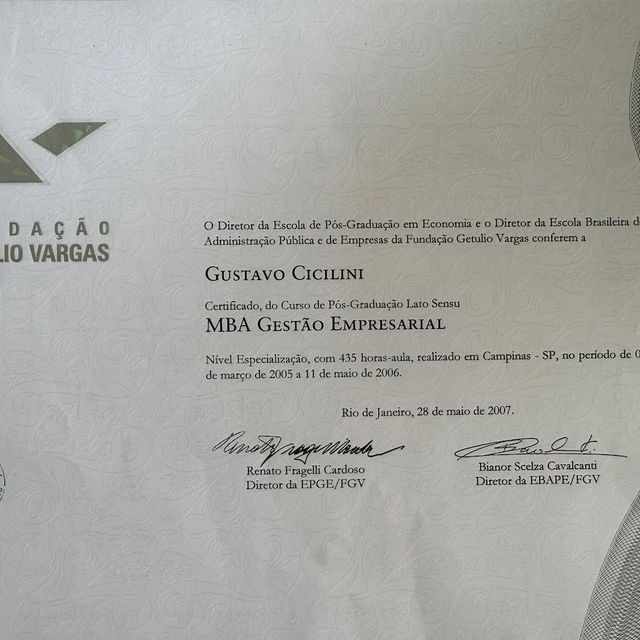 DAÇÃO
IO VARGAS
O Diretor da Escola de Pós-Graduação em Economia e o Diretor da Escola Brasileira d
Administração Pública e de Empresas da Fundação Getulio Vargas conferem a
GUSTAVO CICILINI
Certificado, do Curso de Pós-Graduação Lato Sensu
MBA GESTÃO EMPRESARIAL
Nível Especialização, com 435 horas-aula, realizado em Campinas - SP, no período de 0
de março de 2005 a 11 de maio de 2006.
Rio de Janeiro, 28 de maio de 2007.
Renato Fragelli Cardoso
Diretor da EPGE/FGV
Bianor Scelza Cavalcanti
Diretor da EBAPE/FGV